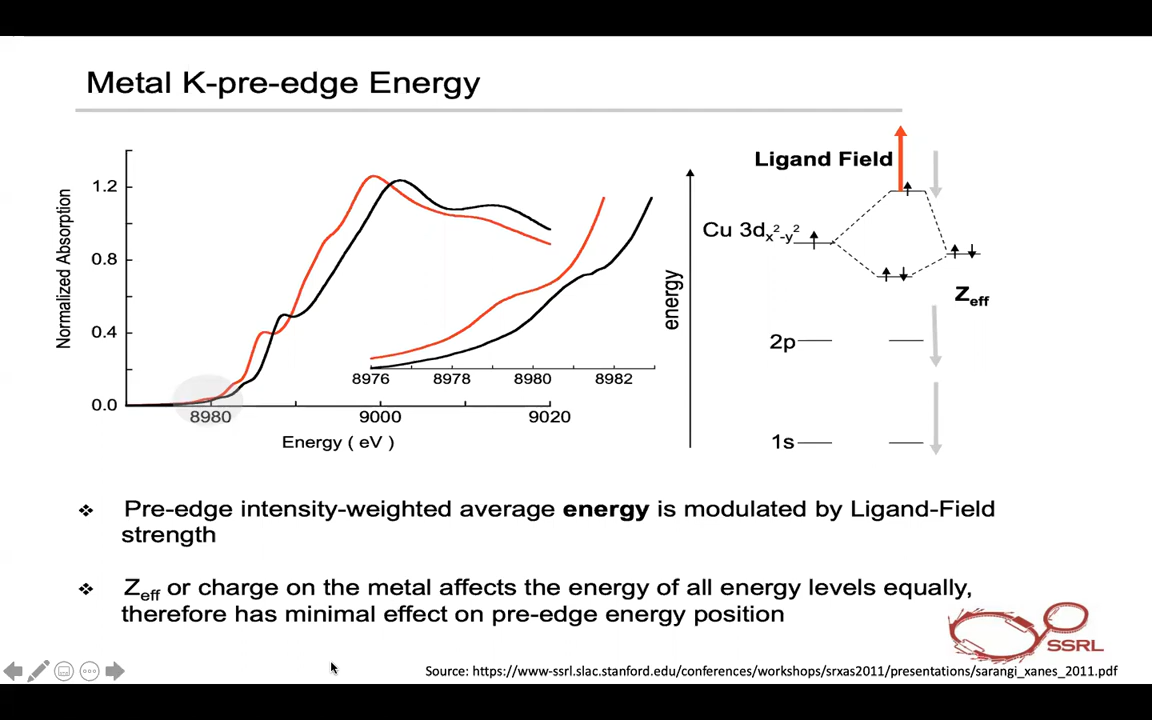 Metal K-pre-edge Energy
Normalized Absorption
1.2
0.8
0.4
0.0
8980
9000
9020
Energy ( eV )
8976
8978
8980
8982
energy
Ligand Field
Cu 3dx²-y²
Zeff
2p
1s
❖ Pre-edge intensity-weighted average energy is modulated by Ligand-Field
strength
❖ Zeff or charge on the metal affects the energy of all energy levels equally,
therefore has minimal effect on pre-edge energy position
SSRL
Source: https://www-ssrl.slac.stanford.edu/conferences/workshops/srxas2011/presentations/sarangi_xanes_2011.pdf